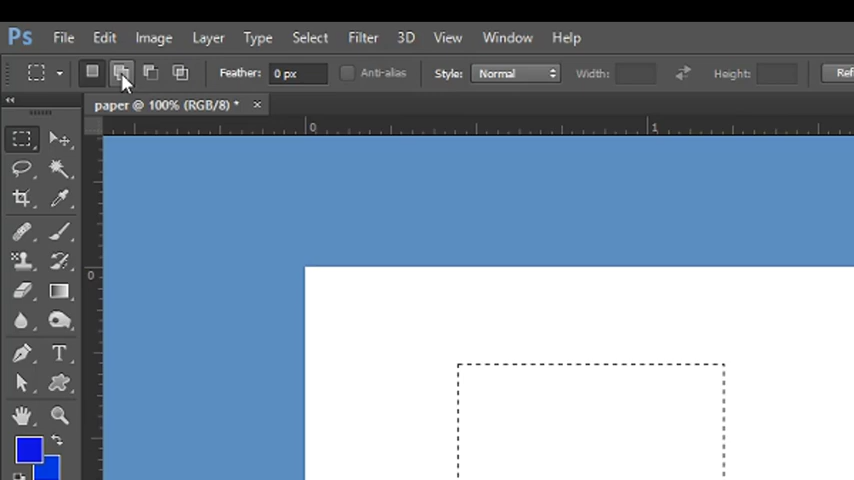 Ps File Edit Image Layer Type Select Filter 3D View Window Help
Feather: 0 px Anti-alias Style: Normal Width: Height: Ref
paper @ 100% (RGB/8) * ×
0 1
0